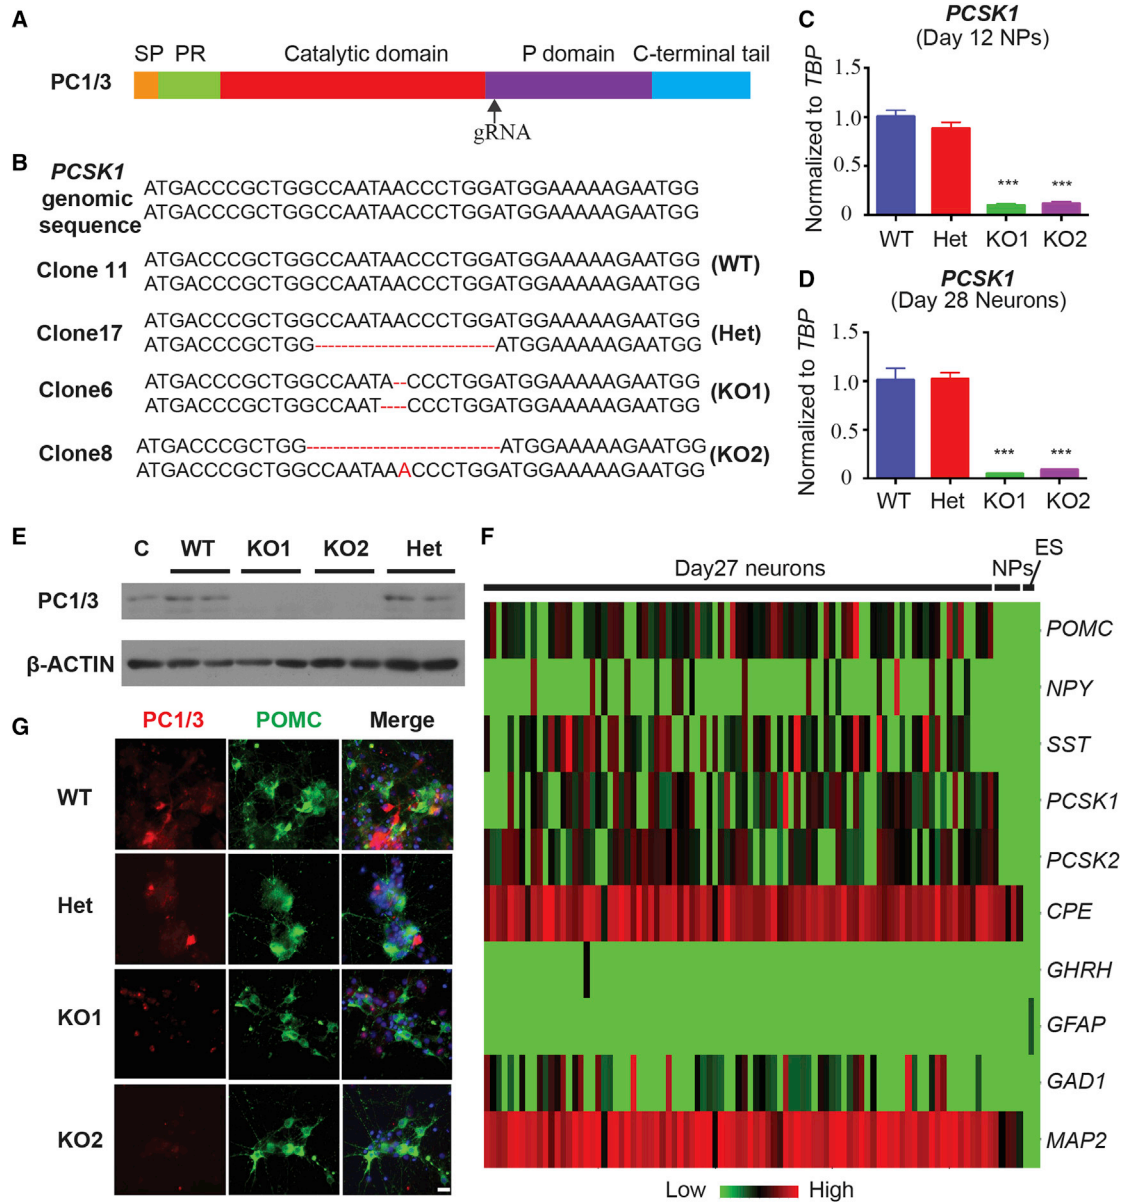 A
SP PR Catalytic domain P domain C-terminal tail
PC1/3
gRNA
B
PCSK1
genomic
sequence
ATGACCCGCTGGCCAATAACCCTGGATGGAAAAAGAATGG
ATGACCCGCTGGCCAATAACCCTGGATGGAAAAAGAATGG
Clone 11
ATGACCCGCTGGCCAATAACCCTGGATGGAAAAAGAATGG
ATGACCCGCTGGCCAATAACCCTGGATGGAAAAAGAATGG
(WT)
Clone17
ATGACCCGCTGGCCAATAACCCTGGATGGAAAAAGAATGG
ATGACCCGCTGG---------------------------ATGGAAAAAGAATGG
(Het)
Clone6
ATGACCCGCTGGCCAATA--CCCTGGATGGAAAAAGAATGG
ATGACCCGCTGGCCAAT----CCCTGGATGGAAAAAGAATGG
(KO1)
Clone8
ATGACCCGCTGG-----------------------------ATGGAAAAAGAATGG
ATGACCCGCTGGCCAATAAACCCTGGATGGAAAAAGAATGG
(KO2)
C
PCSK1
(Day 12 NPs)
Normalized to TBP
1.5
1.0
0.5
0
*** ***
WT Het KO1 KO2
D
PCSK1
(Day 28 Neurons)
Normalized to TBP
1.5
1.0
0.5
0
*** ***
WT Het KO1 KO2
E
C WT KO1 KO2 Het
PC1/3
β-ACTIN
F
Day27 neurons NPs ES
POMC
NPY
SST
PCSK1
PCSK2
CPE
GHRH
GFAP
GAD1
MAP2
Low High
G
PC1/3 POMC Merge
WT
Het
KO1
KO2